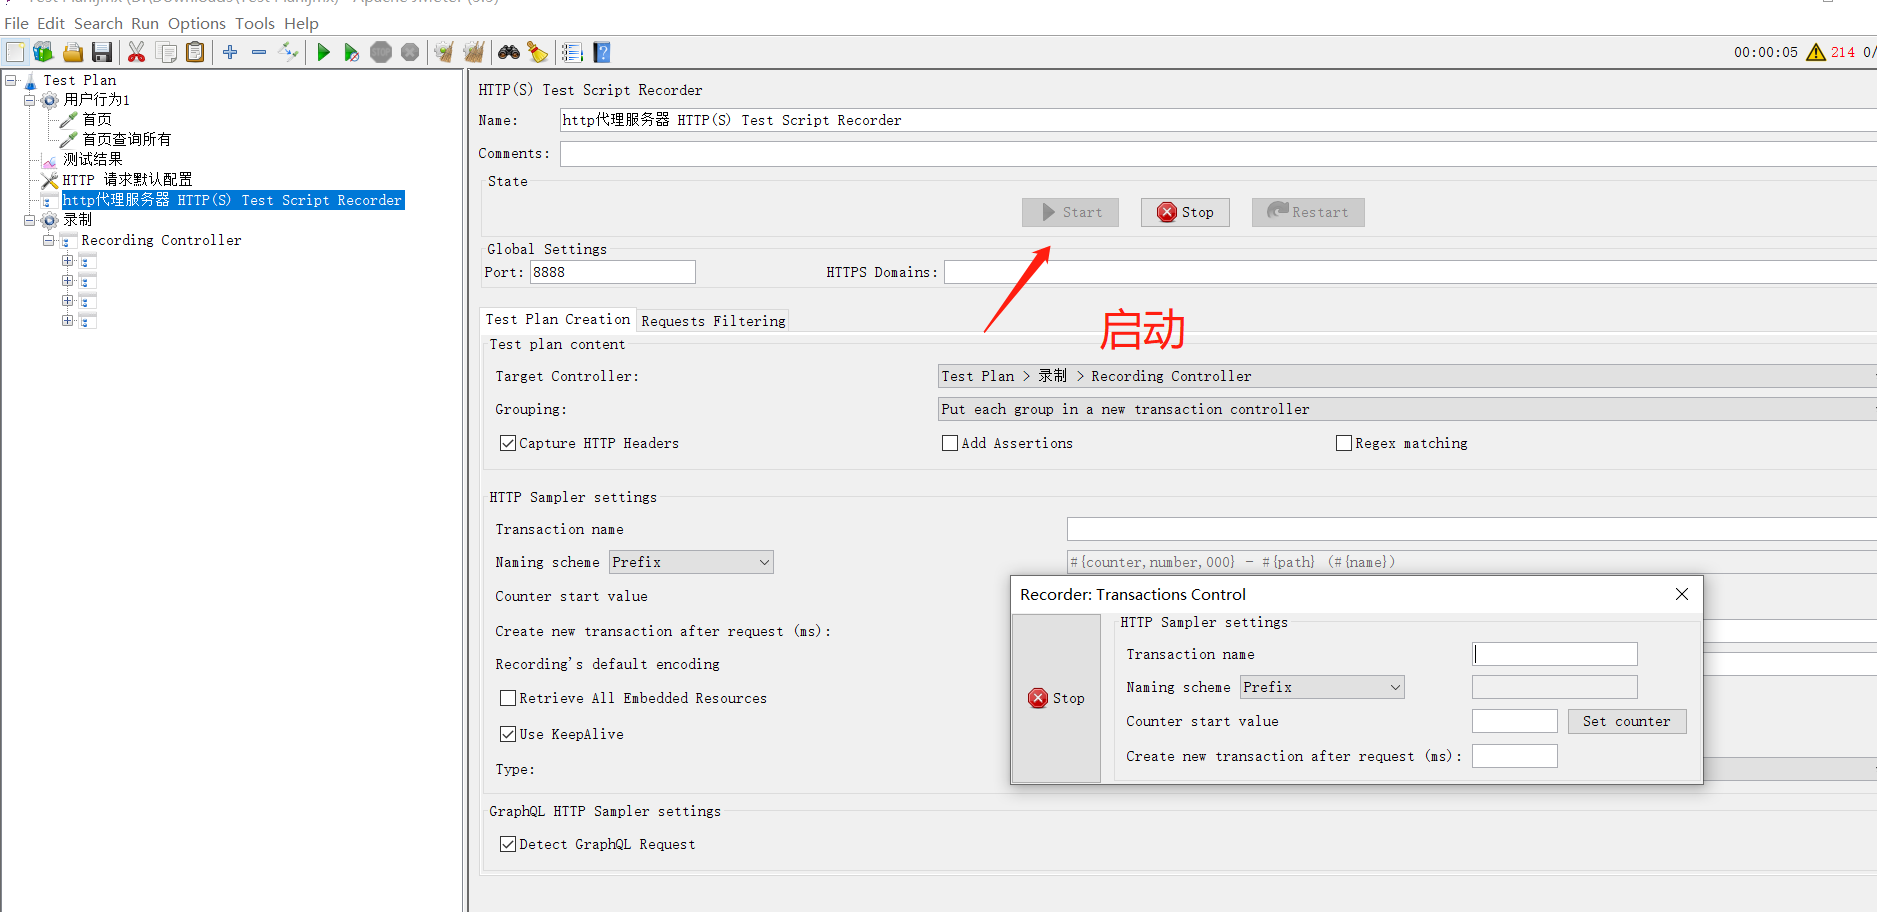 File Edit Search Run Options Tools Help
00:00:05 214 0/
Test Plan
用户行为1
首页
首页查询所有
测试结果
HTTP 请求默认配置
http代理服务器 HTTP(S) Test Script Recorder
录制
Recording Controller
HTTP(S) Test Script Recorder
Name: http代理服务器 HTTP(S) Test Script Recorder
Comments:
State
Start Stop Restart
Global Settings
Port: 8888 HTTPS Domains:
启动
Test Plan Creation Requests Filtering
Test plan content
Target Controller: Test Plan > 录制 > Recording Controller
Grouping: Put each group in a new transaction controller
Capture HTTP Headers Add Assertions Regex matching
HTTP Sampler settings
Transaction name
Naming scheme Prefix #{counter,number,000} - #{path} (#{name})
Counter start value
Create new transaction after request (ms):
Recording's default encoding
Retrieve All Embedded Resources
Use KeepAlive
Type:
GraphQL HTTP Sampler settings
Detect GraphQL Request
Recorder: Transactions Control
HTTP Sampler settings
Transaction name
Naming scheme Prefix
Counter start value Set counter
Create new transaction after request (ms):
Stop